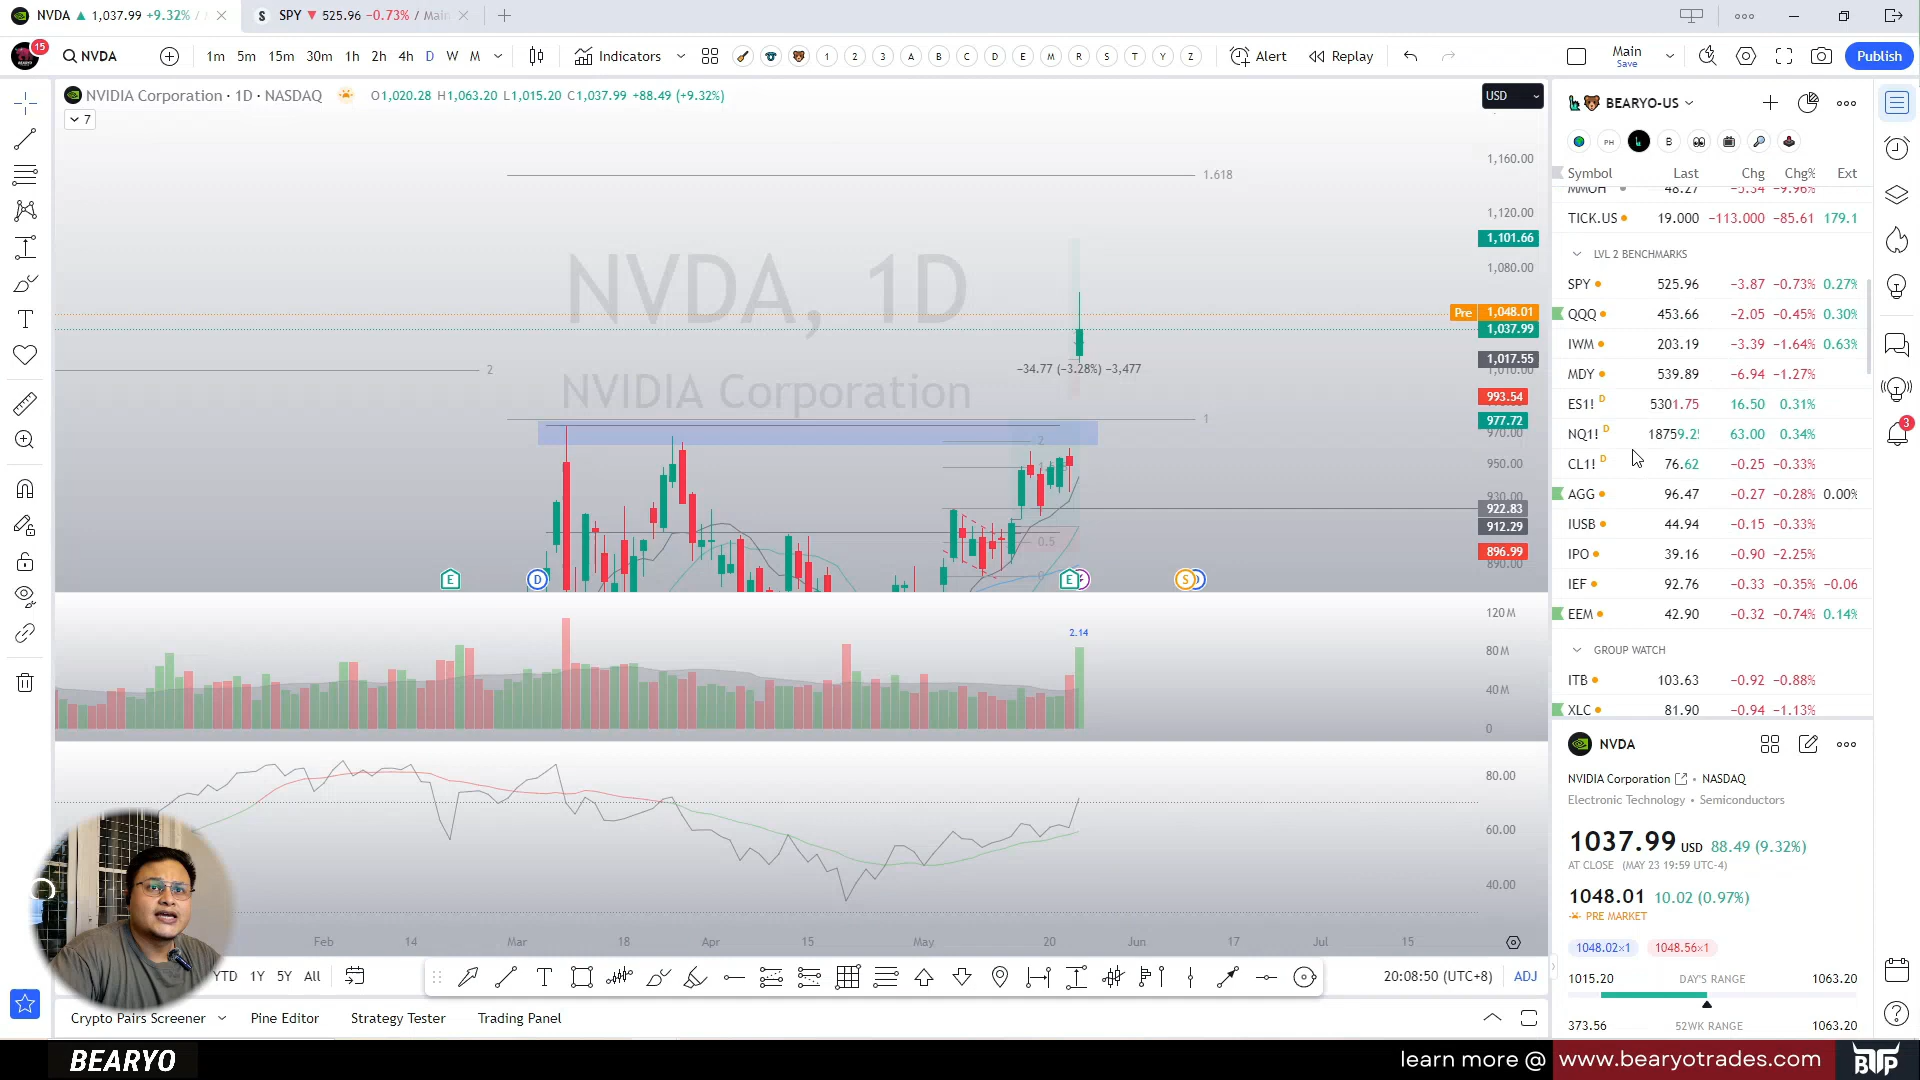 NVDA ▲ 1,037.99 +9.32% /
SPY ▼ 525.96 −0.73% / Main
15
NVDA
1m 5m 15m 30m 1h 2h 4h D W M
Indicators
1 2 3 A B C D E M R S T Y Z
Alert
Replay
Main
Save
Publish
NVIDIA Corporation · 1D · NASDAQ
O1,020.28 H1,063.20 L1,015.20 C1,037.99 +88.49 (+9.32%)
7
USD
NVDA, 1D
NVIDIA Corporation
1.618
2
1
2
0.5
0
−34.77 (−3.28%) −3,477
1,160.00
1,120.00
1,101.66
1,080.00
Pre 1,048.01
1,037.99
1,017.55
1,010.00
993.54
977.72
970.00
950.00
930.00
922.83
912.29
896.99
890.00
E D E S
2.14
120 M
80 M
40 M
0
80.00
60.00
40.00
Feb 14 Mar 18 Apr 15 May 20 Jun 17 Jul 15
YTD 1Y 5Y All
20:08:50 (UTC+8) ADJ
Crypto Pairs Screener
Pine Editor
Strategy Tester
Trading Panel
BEARYO-US
PH
B
Symbol Last Chg Chg% Ext
MMOH 48.27 −5.34 −9.96%
TICK.US 19.000 −113.000 −85.61 179.1
LVL 2 BENCHMARKS
SPY 525.96 −3.87 −0.73% 0.27%
QQQ 453.66 −2.05 −0.45% 0.30%
IWM 203.19 −3.39 −1.64% 0.63%
MDY 539.89 −6.94 −1.27%
ES1! D 5301.75 16.50 0.31%
NQ1! D 18759.25 63.00 0.34%
CL1! D 76.62 −0.25 −0.33%
AGG 96.47 −0.27 −0.28% 0.00%
IUSB 44.94 −0.15 −0.33%
IPO 39.16 −0.90 −2.25%
IEF 92.76 −0.33 −0.35% −0.06
EEM 42.90 −0.32 −0.74% 0.14%
GROUP WATCH
ITB 103.63 −0.92 −0.88%
XLC 81.90 −0.94 −1.13%
3
NVDA
NVIDIA Corporation • NASDAQ
Electronic Technology • Semiconductors
1037.99 USD 88.49 (9.32%)
AT CLOSE (MAY 23 19:59 UTC-4)
1048.01 10.02 (0.97%)
PRE MARKET
1048.02×1 1048.56×1
1015.20 DAY'S RANGE 1063.20
373.56 52WK RANGE 1063.20
BEARYO
learn more @ www.bearyotrades.com
BTP